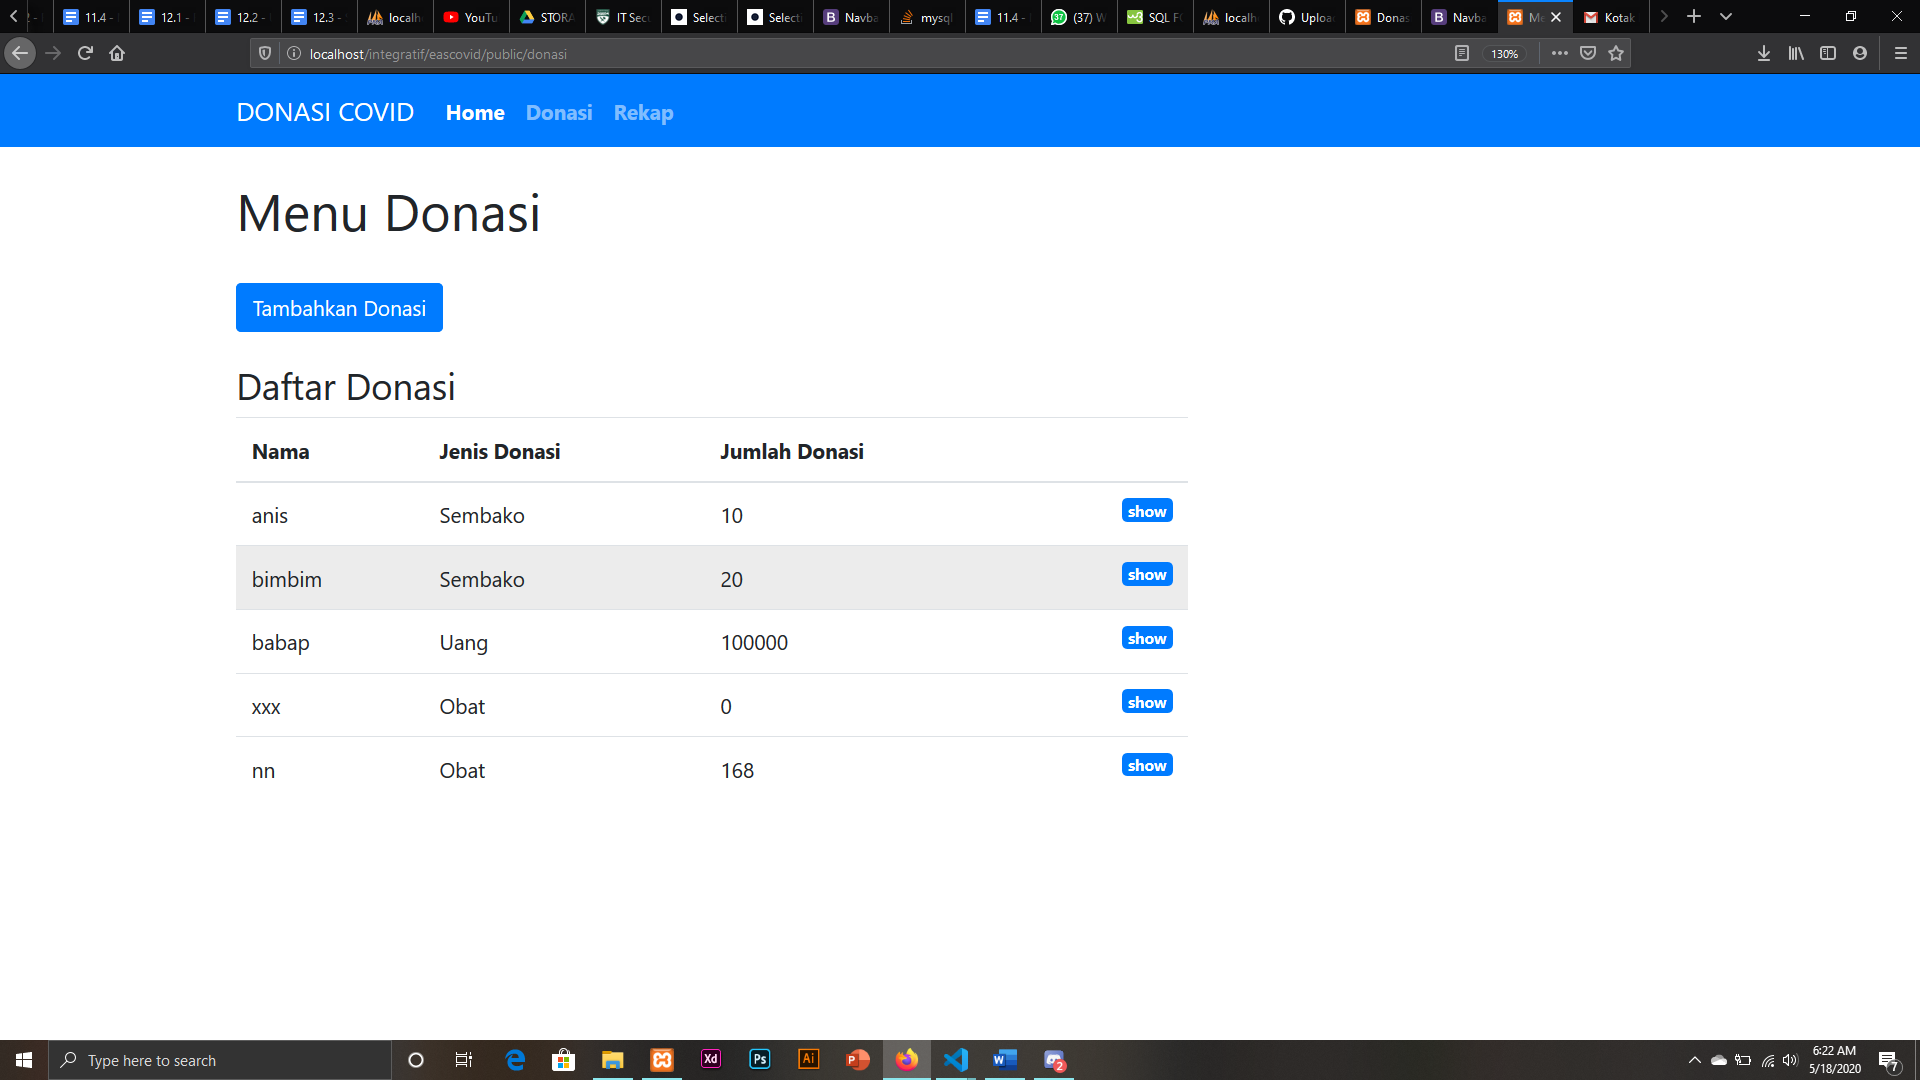 11.4 -
12.1 -
12.2 -
12.3 -
localh
YouTu
STORA
IT Secu
Selecti
Selecti
Navba
mysql
11.4 -
(37) W
SQL FO
localh
Uploa
Donas
Navba
Me
Kotak
localhost/integratif/eascovid/public/donasi
130%
DONASI COVID Home Donasi Rekap
Menu Donasi
Tambahkan Donasi
Daftar Donasi
Nama Jenis Donasi Jumlah Donasi
anis Sembako 10 show
bimbim Sembako 20 show
babap Uang 100000 show
xxx Obat 0 show
nn Obat 168 show
Type here to search
6:22 AM
5/18/2020